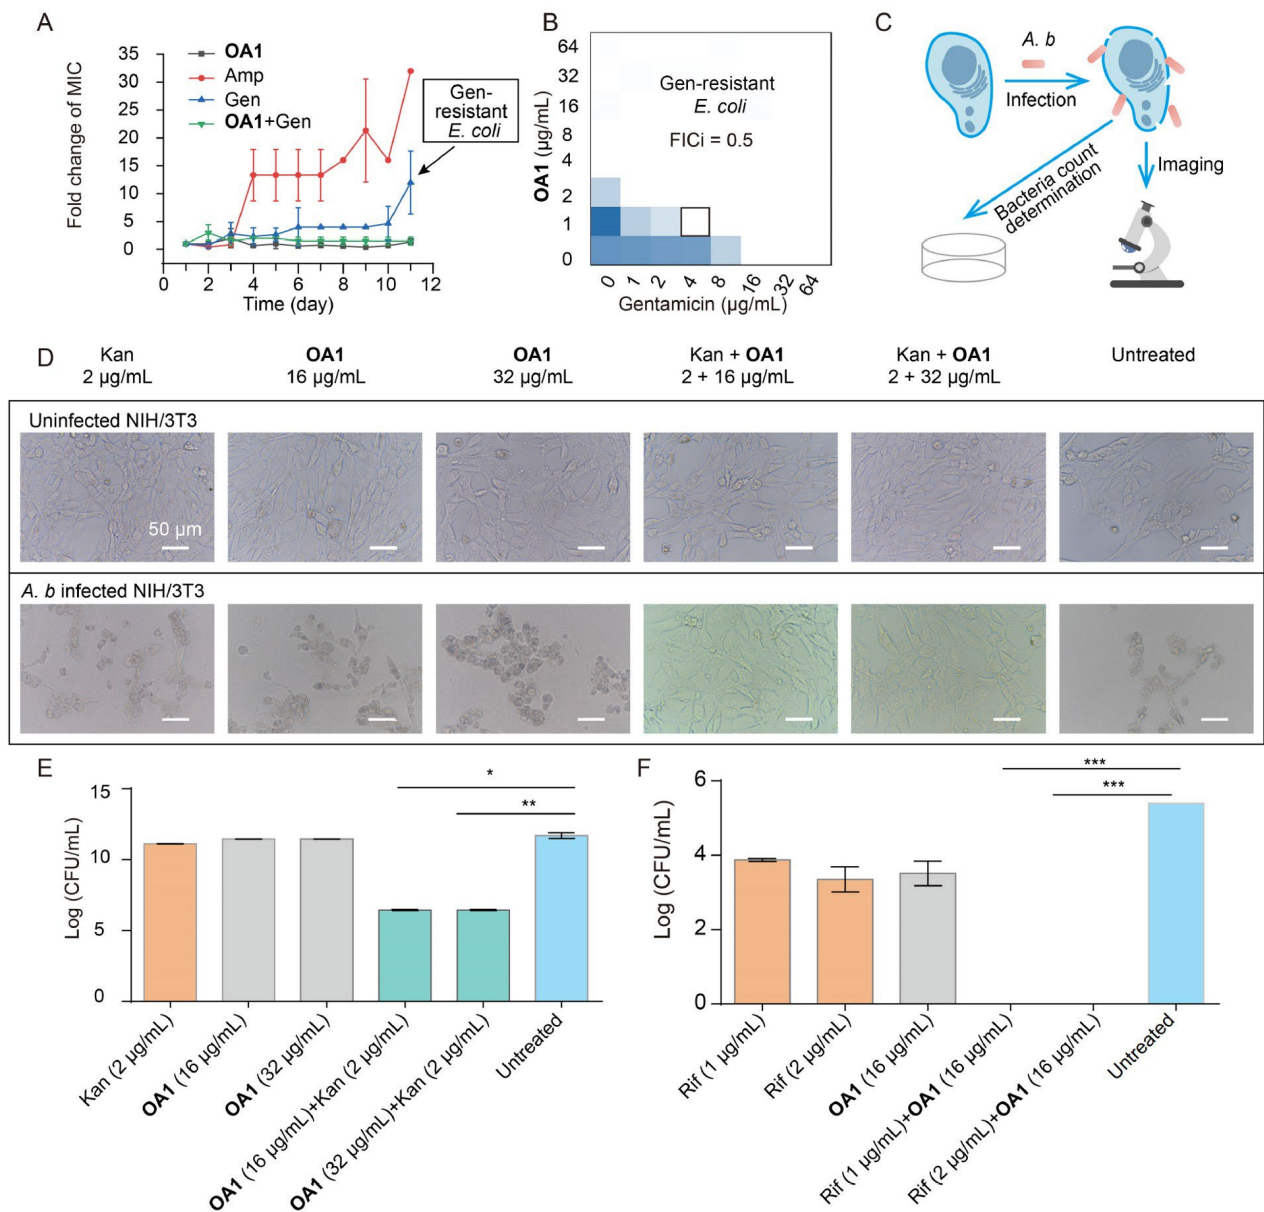 A
Fold change of MIC
35
30
25
20
15
10
5
0
OA1
Amp
Gen
OA1+Gen
Gen-
resistant
E. coli
0
2
4
6
8
10
12
Time (day)
B
OA1 (µg/mL)
64
32
16
8
4
2
1
0
Gen-resistant
E. coli
FICi = 0.5
0
1
2
4
8
16
32
64
Gentamicin (µg/mL)
C
A. b
Infection
Imaging
Bacteria count
determination
D
Kan
2 µg/mL
OA1
16 µg/mL
OA1
32 µg/mL
Kan + OA1
2 + 16 µg/mL
Kan + OA1
2 + 32 µg/mL
Untreated
Uninfected NIH/3T3
50 µm
A. b infected NIH/3T3
E
Log (CFU/mL)
15
10
5
0
*
**
Kan (2 µg/mL)
OA1 (16 µg/mL)
OA1 (32 µg/mL)
OA1 (16 µg/mL)+Kan (2 µg/mL)
OA1 (32 µg/mL)+Kan (2 µg/mL)
Untreated
F
Log (CFU/mL)
6
4
2
0
***
***
Rif (1 µg/mL)
Rif (2 µg/mL)
OA1 (16 µg/mL)
Rif (1 µg/mL)+OA1 (16 µg/mL)
Rif (2 µg/mL)+OA1 (16 µg/mL)
Untreated